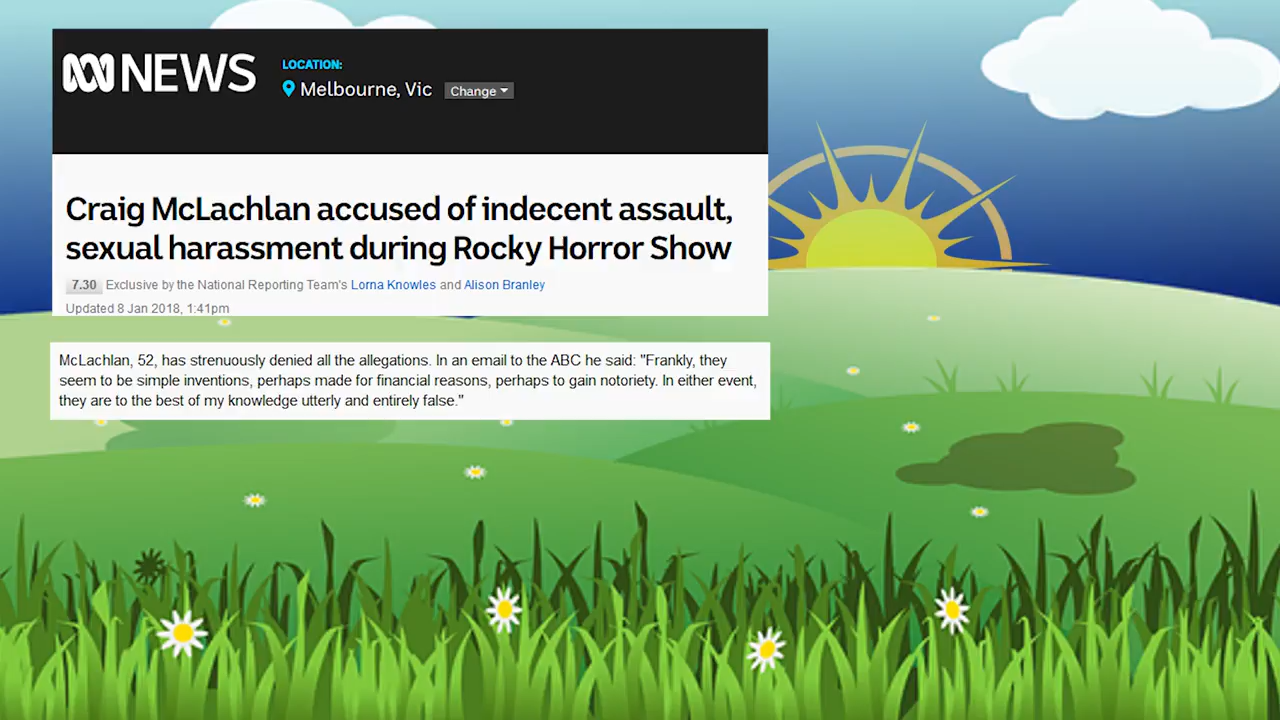 NEWS
LOCATION:
Melbourne, Vic
Change
Craig McLachlan accused of indecent assault,
sexual harassment during Rocky Horror Show
7.30 Exclusive by the National Reporting Team's Lorna Knowles and Alison Branley
Updated 8 Jan 2018, 1:41pm
McLachlan, 52, has strenuously denied all the allegations. In an email to the ABC he said: "Frankly, they
seem to be simple inventions, perhaps made for financial reasons, perhaps to gain notoriety. In either event,
they are to the best of my knowledge utterly and entirely false."